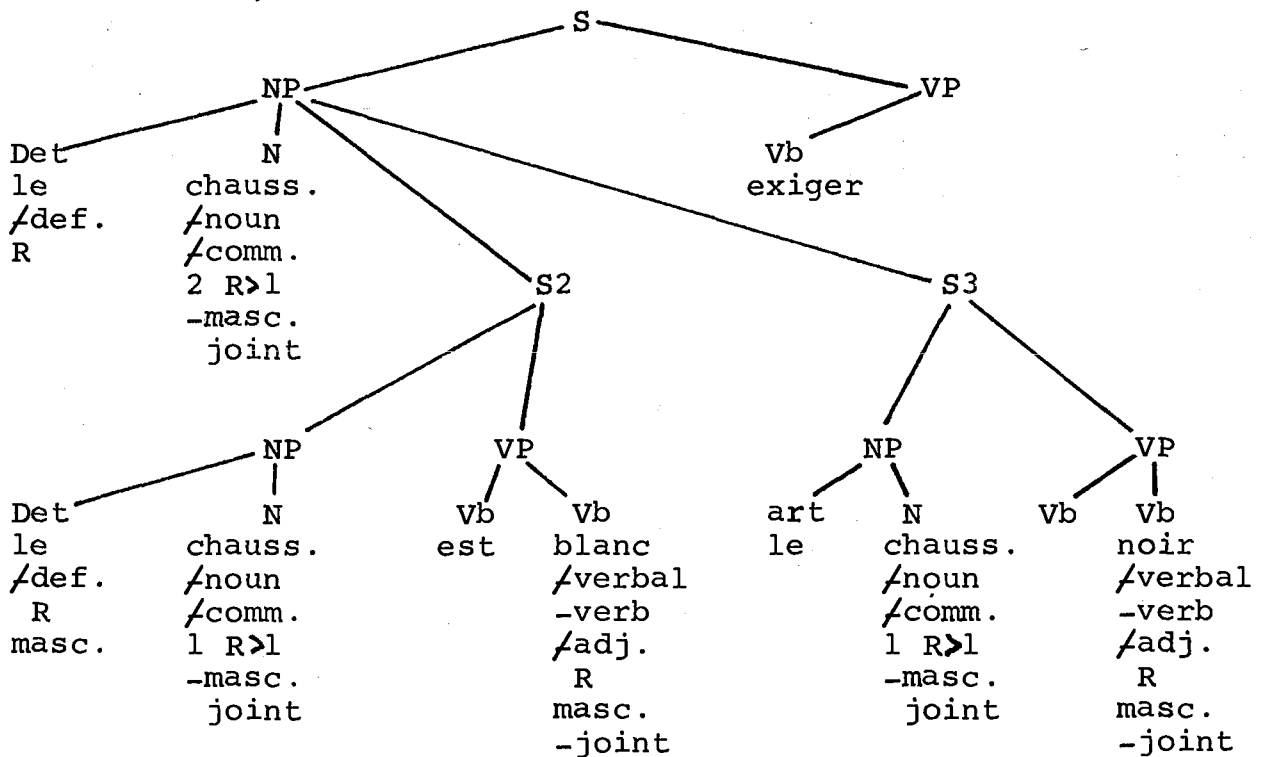 S
NP VP
Det N Vb
le chauss. exiger
⌿def. ⌿noun
R ⌿comm.
2 R>1 S2 S3
-masc.
joint
NP VP NP VP
Det N Vb Vb art N Vb Vb
le chauss. est blanc le chauss. noir
⌿def. ⌿noun ⌿verbal ⌿noun ⌿verbal
R ⌿comm. -verb ⌿comm. -verb
masc. 1 R>1 ⌿adj. 1 R>1 ⌿adj.
-masc. R -masc. R
joint masc. joint masc.
-joint -joint